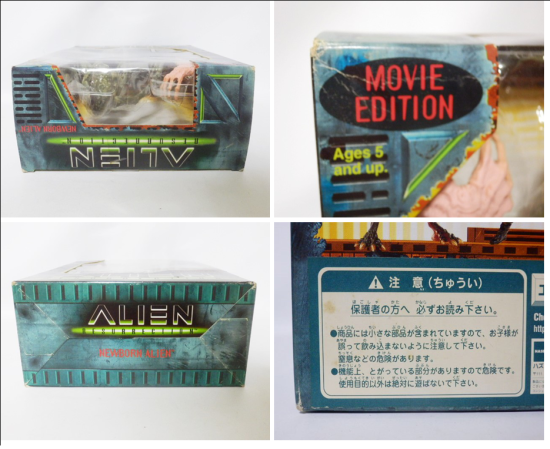 NEWBORN ALIEN
ALIEN
MOVIE
EDITION
Ages 5
and up.
ALIEN
NEWBORN ALIEN
注 意 (ちゅうい)
保護者の方へ 必ずお読み下さい。
●商品には小さな部品が含まれていますので、お子様が
誤って飲み込まないように注意して下さい。
窒息などの危険があります。
●機能上、とがっている部分がありますので危険です。
使用目的以外は絶対に遊ばないで下さい。